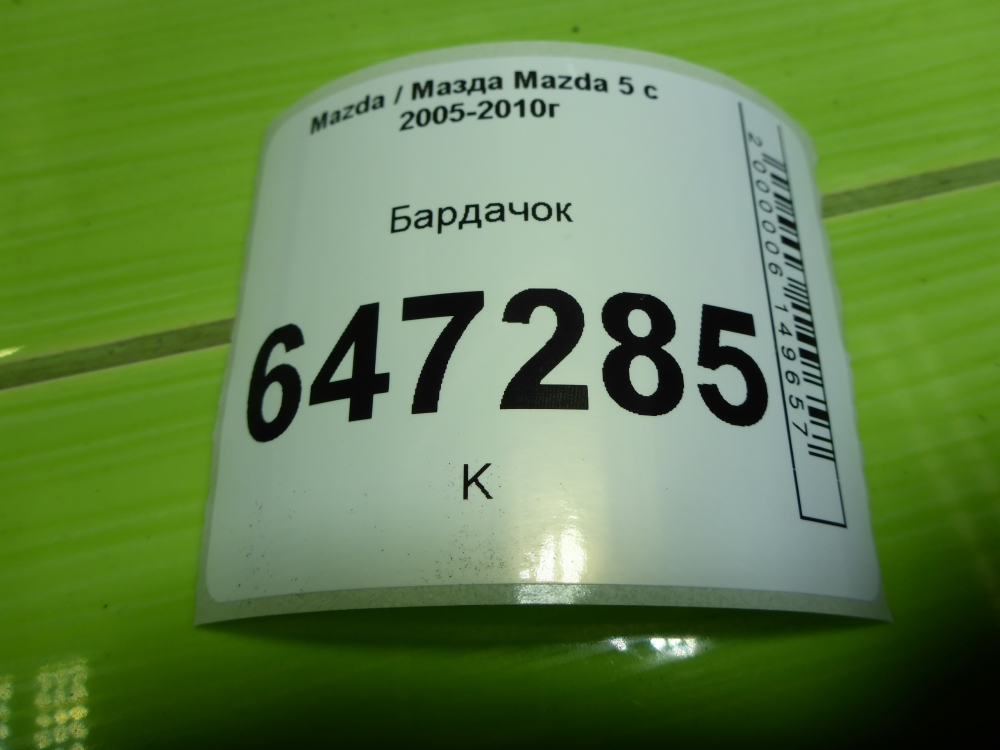 Mazda / Мазда Mazda 5 с
2005-2010г
Бардачок
647285
К
2000006149657